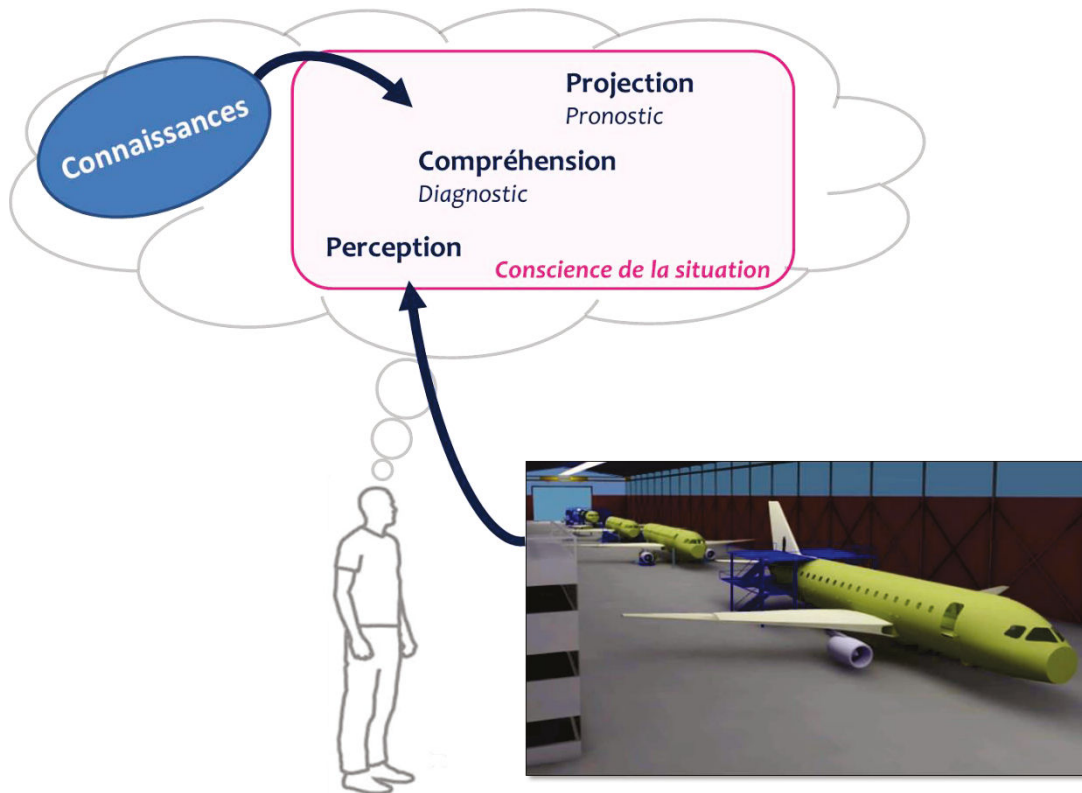 Connaissances
Projection
Pronostic
Compréhension
Diagnostic
Perception
Conscience de la situation